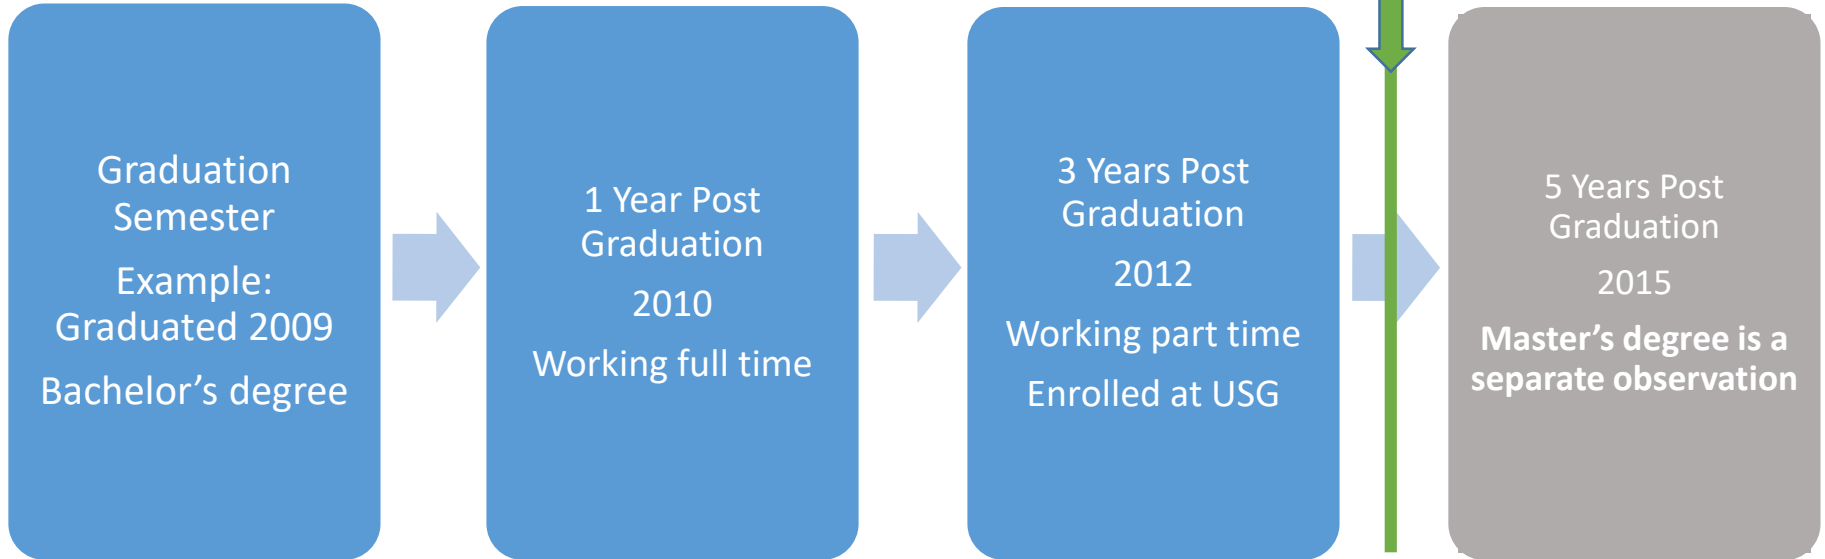 Graduation
Semester
Example:
Graduated 2009
Bachelor’s degree
1 Year Post
Graduation
2010
Working full time
3 Years Post
Graduation
2012
Working part time
Enrolled at USG
5 Years Post
Graduation
2015
Master’s degree is a
separate observation